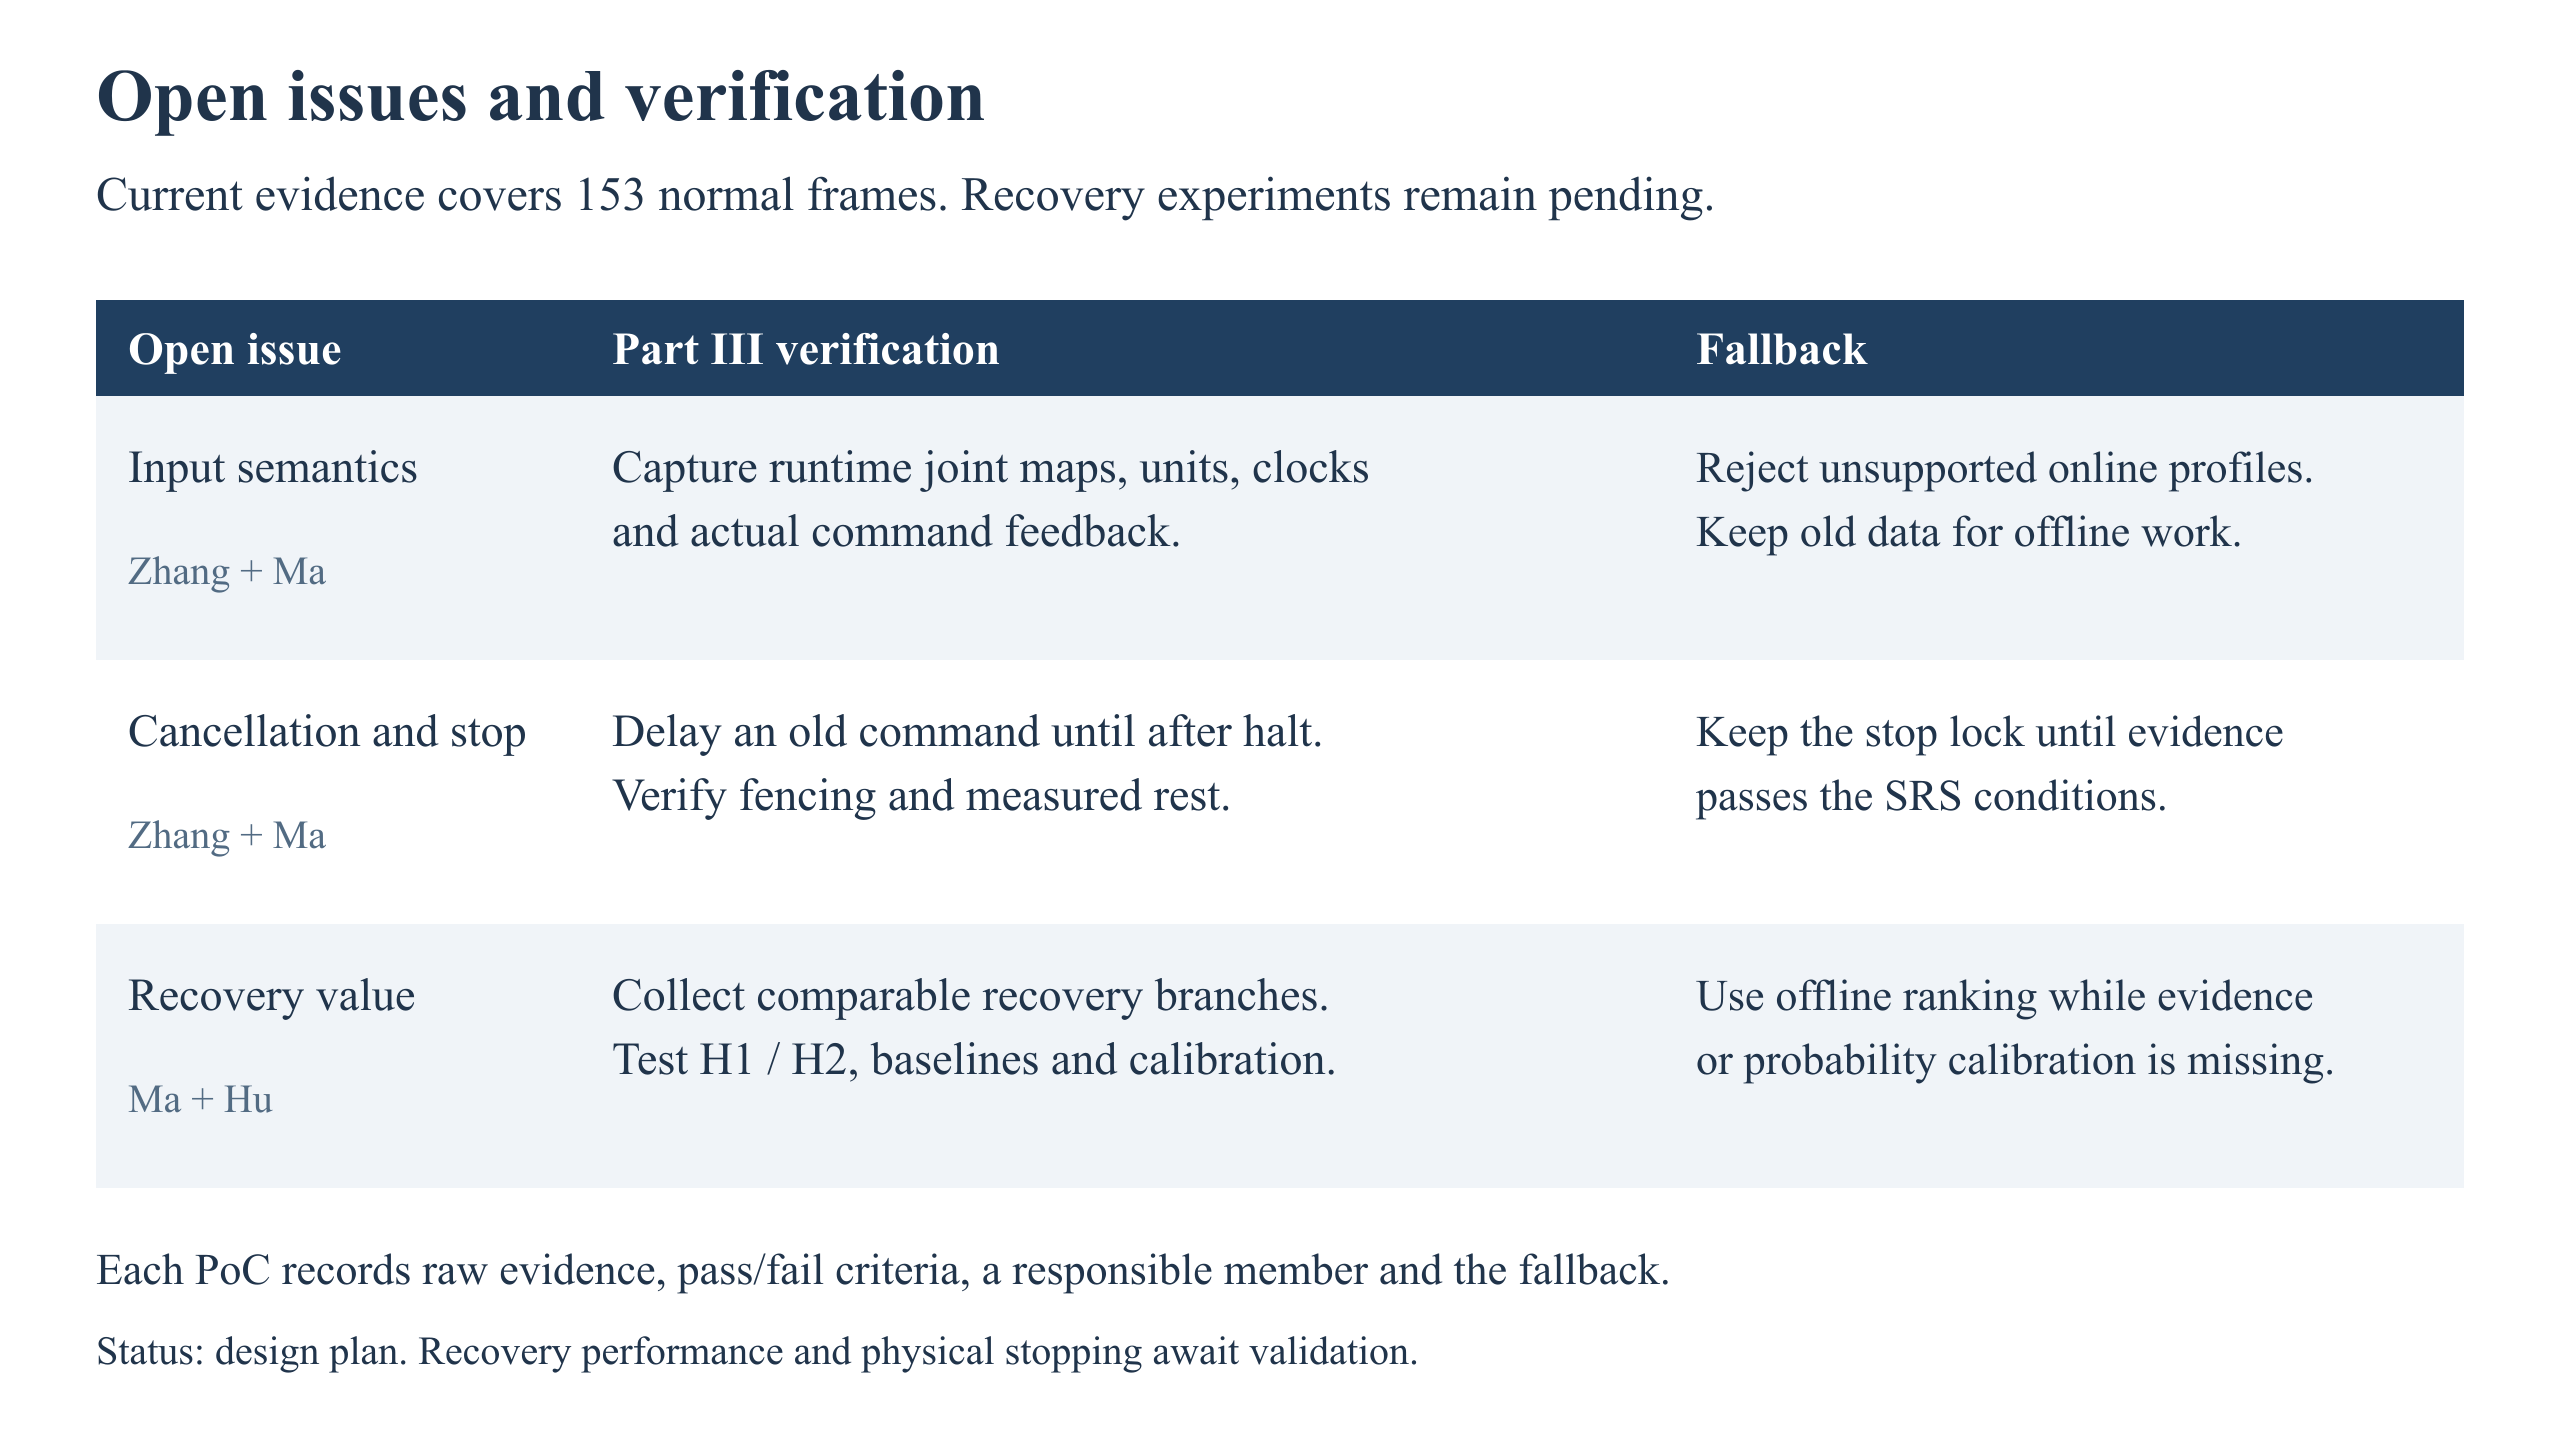 Open issues and verification
Current evidence covers 153 normal frames. Recovery experiments remain pending.
Open issue
Part III verification
Fallback
Input semantics
Zhang + Ma
Capture runtime joint maps, units, clocks
and actual command feedback.
Reject unsupported online profiles.
Keep old data for offline work.
Cancellation and stop
Zhang + Ma
Delay an old command until after halt.
Verify fencing and measured rest.
Keep the stop lock until evidence
passes the SRS conditions.
Recovery value
Ma + Hu
Collect comparable recovery branches.
Test H1 / H2, baselines and calibration.
Use offline ranking while evidence
or probability calibration is missing.
Each PoC records raw evidence, pass/fail criteria, a responsible member and the fallback.
Status: design plan. Recovery performance and physical stopping await validation.